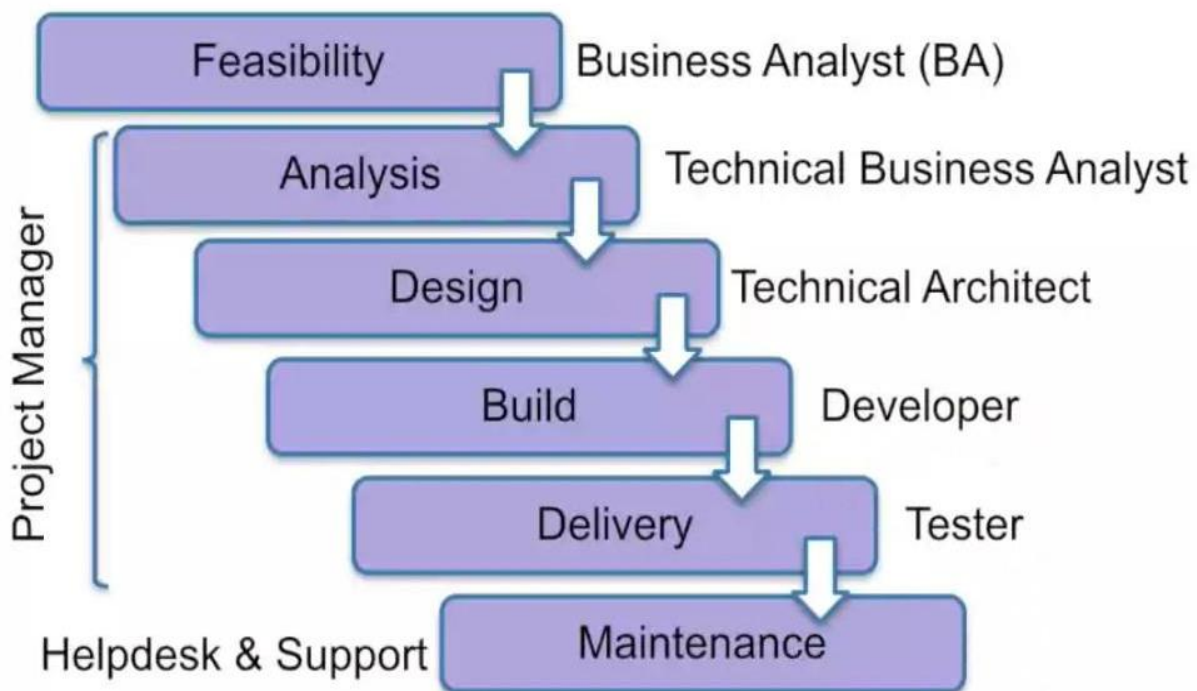 Feasibility
Business Analyst (BA)
Analysis
Technical Business Analyst
Project Manager
Design
Technical Architect
Build
Developer
Delivery
Tester
Helpdesk & Support
Maintenance